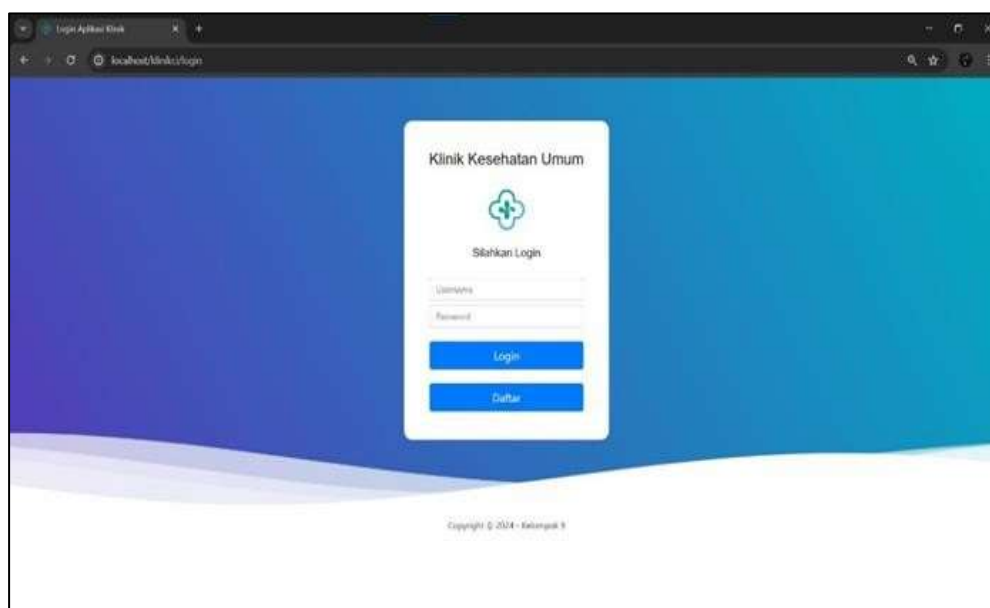 Login Aplikasi Klinik
localhost/klinikci/login
Klinik Kesehatan Umum
Silahkan Login
Username
Password
Login
Daftar
Copyright © 2024 - Kelompok 9